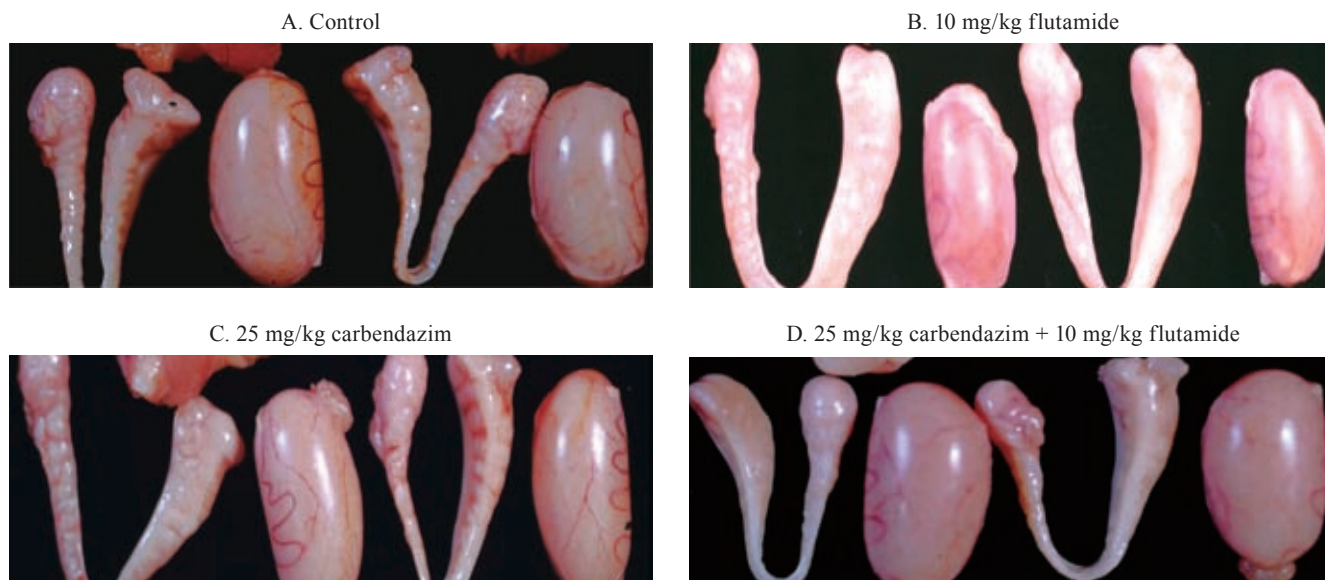 A. Control
B. 10 mg/kg flutamide
C. 25 mg/kg carbendazim
D. 25 mg/kg carbendazim + 10 mg/kg flutamide